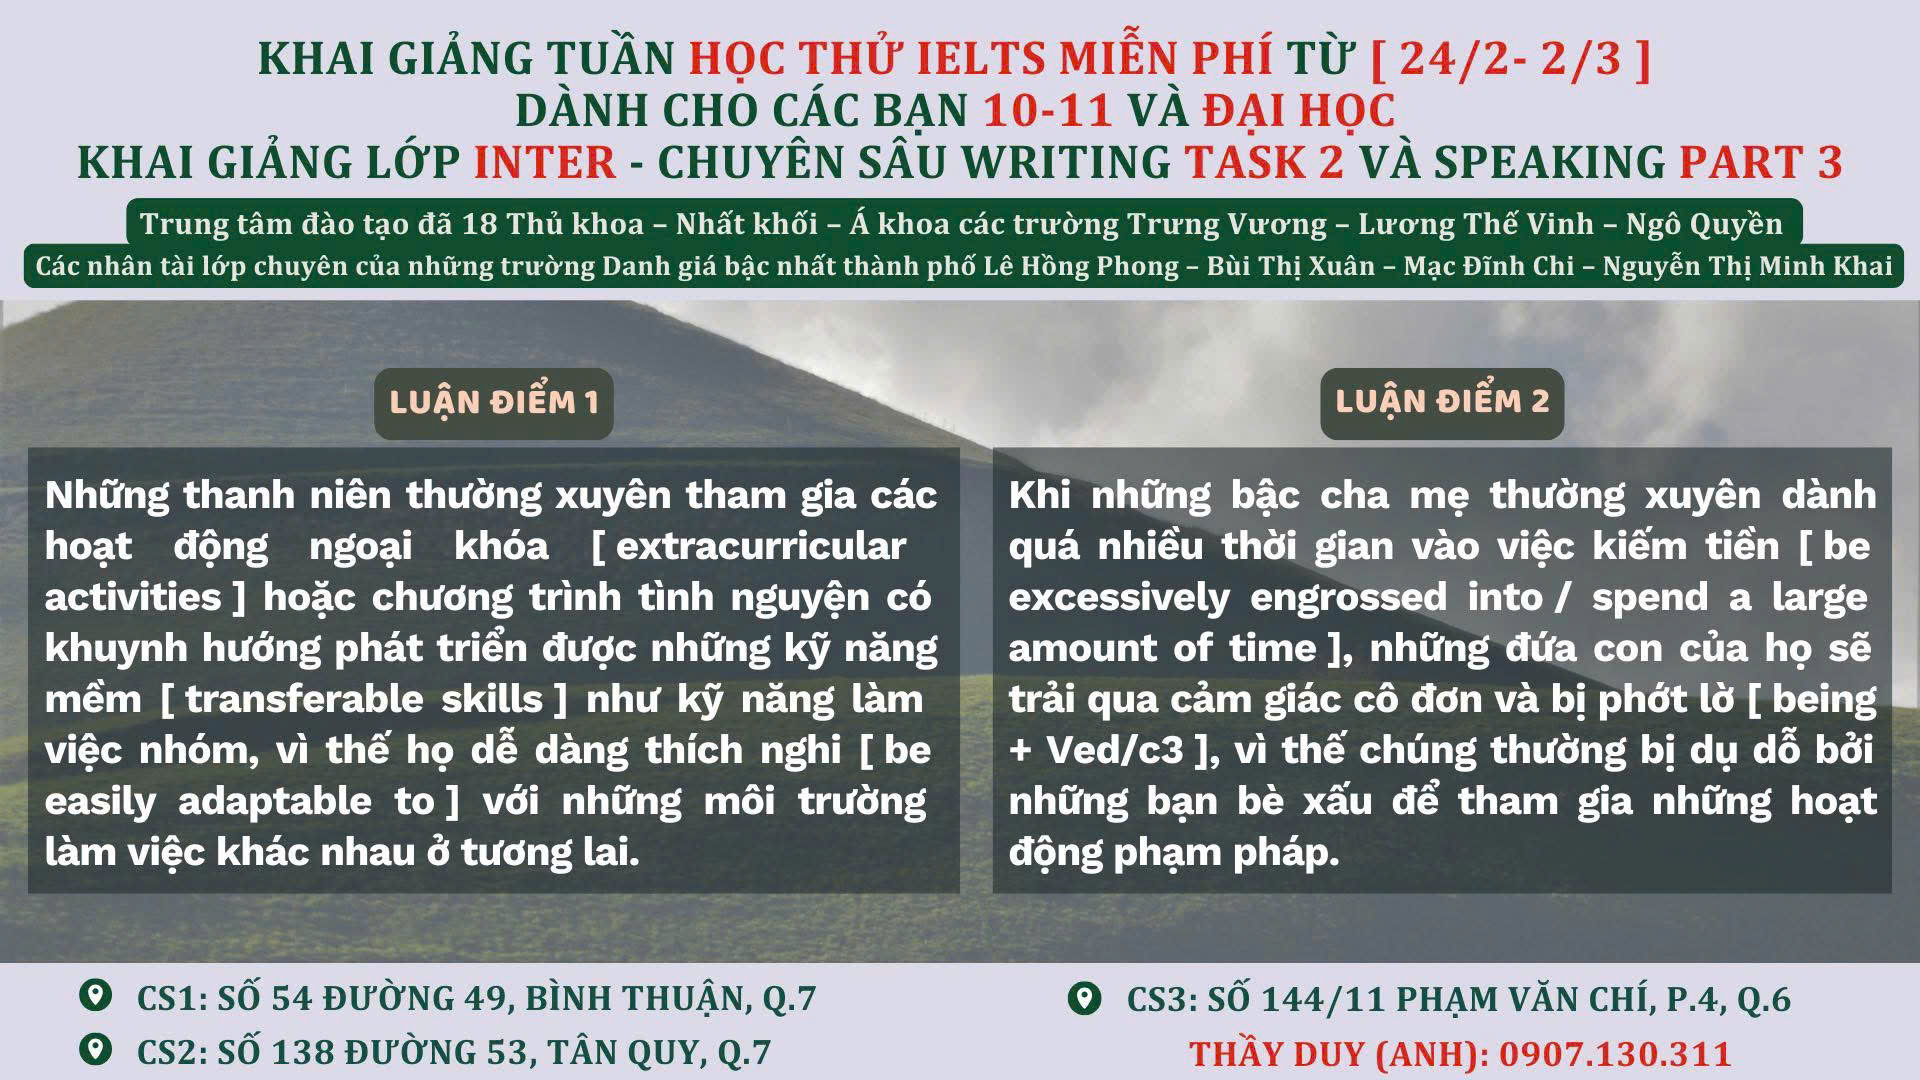 KHAI GIẢNG TUẦN HỌC THỬ IELTS MIỄN PHÍ TỪ [ 24/2- 2/3 ]
DÀNH CHO CÁC BẠN 10-11 VÀ ĐẠI HỌC
KHAI GIẢNG LỚP INTER - CHUYÊN SÂU WRITING TASK 2 VÀ SPEAKING PART 3
Trung tâm đào tạo đã 18 Thủ khoa – Nhất khối – Á khoa các trường Trưng Vương – Lương Thế Vinh – Ngô Quyền
Các nhân tài lớp chuyên của những trường Danh giá bậc nhất thành phố Lê Hồng Phong – Bùi Thị Xuân – Mạc Đĩnh Chi – Nguyễn Thị Minh Khai
LUẬN ĐIỂM 1
Những thanh niên thường xuyên tham gia các
hoạt động ngoại khóa [ extracurricular
activities ] hoặc chương trình tình nguyện có
khuynh hướng phát triển được những kỹ năng
mềm [ transferable skills ] như kỹ năng làm
việc nhóm, vì thế họ dễ dàng thích nghi [ be
easily adaptable to ] với những môi trường
làm việc khác nhau ở tương lai.
LUẬN ĐIỂM 2
Khi những bậc cha mẹ thường xuyên dành
quá nhiều thời gian vào việc kiếm tiền [ be
excessively engrossed into / spend a large
amount of time ], những đứa con của họ sẽ
trải qua cảm giác cô đơn và bị phớt lờ [ being
+ Ved/c3 ], vì thế chúng thường bị dụ dỗ bởi
những bạn bè xấu để tham gia những hoạt
động phạm pháp.
CS1: SỐ 54 ĐƯỜNG 49, BÌNH THUẬN, Q.7
CS2: SỐ 138 ĐƯỜNG 53, TÂN QUY, Q.7
CS3: SỐ 144/11 PHẠM VĂN CHÍ, P.4, Q.6
THẦY DUY (ANH): 0907.130.311